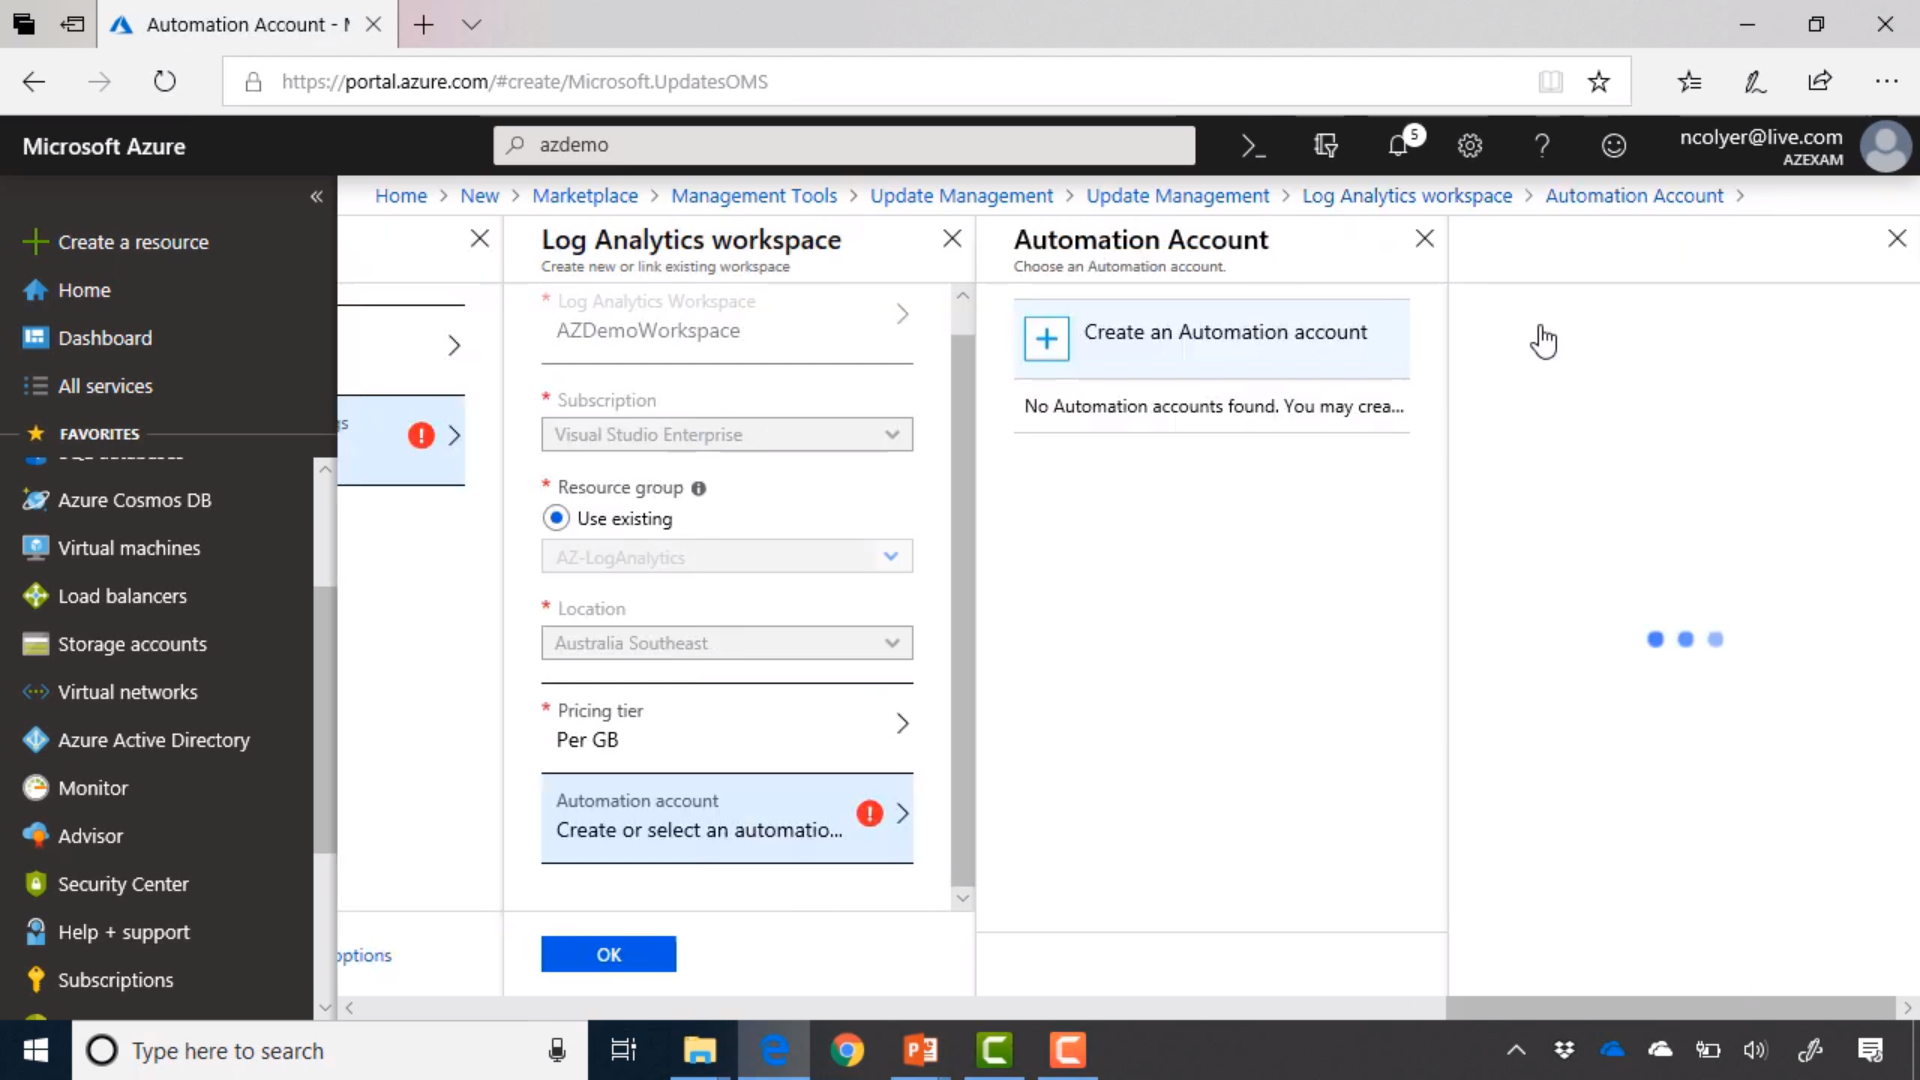 Automation Account - M
https://portal.azure.com/#create/Microsoft.UpdatesOMS
Microsoft Azure
azdemo
5
ncolyer@live.com
AZEXAM
Home > New > Marketplace > Management Tools > Update Management > Update Management > Log Analytics workspace > Automation Account >
Create a resource
Home
Dashboard
All services
FAVORITES
SQL databases
Azure Cosmos DB
Virtual machines
Load balancers
Storage accounts
Virtual networks
Azure Active Directory
Monitor
Advisor
Security Center
Help + support
Subscriptions
gs
options
Log Analytics workspace
Create new or link existing workspace
* Log Analytics Workspace
AZDemoWorkspace
* Subscription
Visual Studio Enterprise
* Resource group
Use existing
AZ-LogAnalytics
* Location
Australia Southeast
* Pricing tier
Per GB
Automation account
Create or select an automatio...
OK
Automation Account
Choose an Automation account.
Create an Automation account
No Automation accounts found. You may crea...
Type here to search